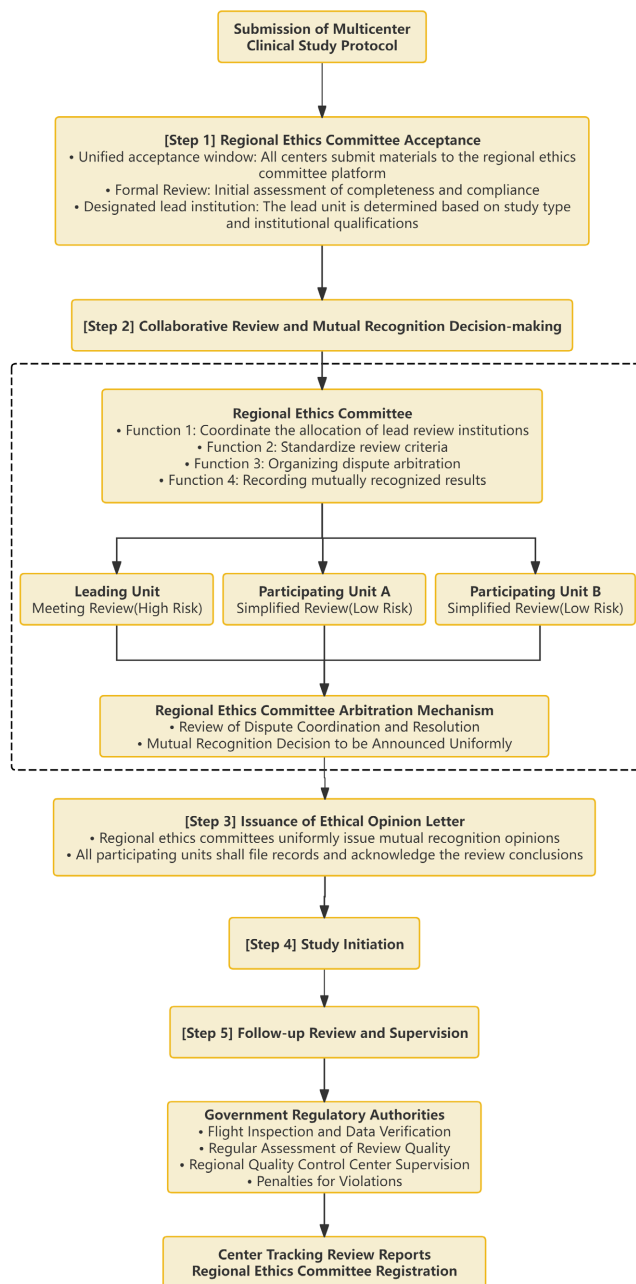 Submission of Multicenter
Clinical Study Protocol
[Step 1] Regional Ethics Committee Acceptance
• Unified acceptance window: All centers submit materials to the regional ethics
committee platform
• Formal Review: Initial assessment of completeness and compliance
• Designated lead institution: The lead unit is determined based on study type
and institutional qualifications
[Step 2] Collaborative Review and Mutual Recognition Decision-making
Regional Ethics Committee
• Function 1: Coordinate the allocation of lead review institutions
• Function 2: Standardize review criteria
• Function 3: Organizing dispute arbitration
• Function 4: Recording mutually recognized results
Leading Unit
Meeting Review(High Risk)
Participating Unit A
Simplified Review(Low Risk)
Participating Unit B
Simplified Review(Low Risk)
Regional Ethics Committee Arbitration Mechanism
• Review of Dispute Coordination and Resolution
• Mutual Recognition Decision to be Announced Uniformly
[Step 3] Issuance of Ethical Opinion Letter
• Regional ethics committees uniformly issue mutual recognition opinions
• All participating units shall file records and acknowledge the review conclusions
[Step 4] Study Initiation
[Step 5] Follow-up Review and Supervision
Government Regulatory Authorities
• Flight Inspection and Data Verification
• Regular Assessment of Review Quality
• Regional Quality Control Center Supervision
• Penalties for Violations
Center Tracking Review Reports
Regional Ethics Committee Registration